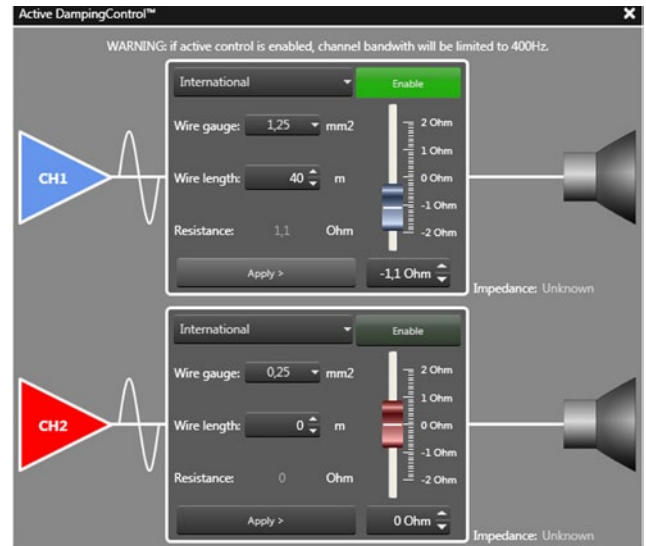 Active DampingControl™
WARNING: if active control is enabled, channel bandwith will be limited to 400Hz.
International
Enable
Wire gauge: 1,25 mm2
Wire length: 40 m
Resistance: 1,1 Ohm
Apply >
2 Ohm
1 Ohm
0 Ohm
-1 Ohm
-2 Ohm
-1,1 Ohm
CH1
Impedance: Unknown
International
Enable
Wire gauge: 0,25 mm2
Wire length: 0 m
Resistance: 0 Ohm
Apply >
2 Ohm
1 Ohm
0 Ohm
-1 Ohm
-2 Ohm
0 Ohm
CH2
Impedance: Unknown